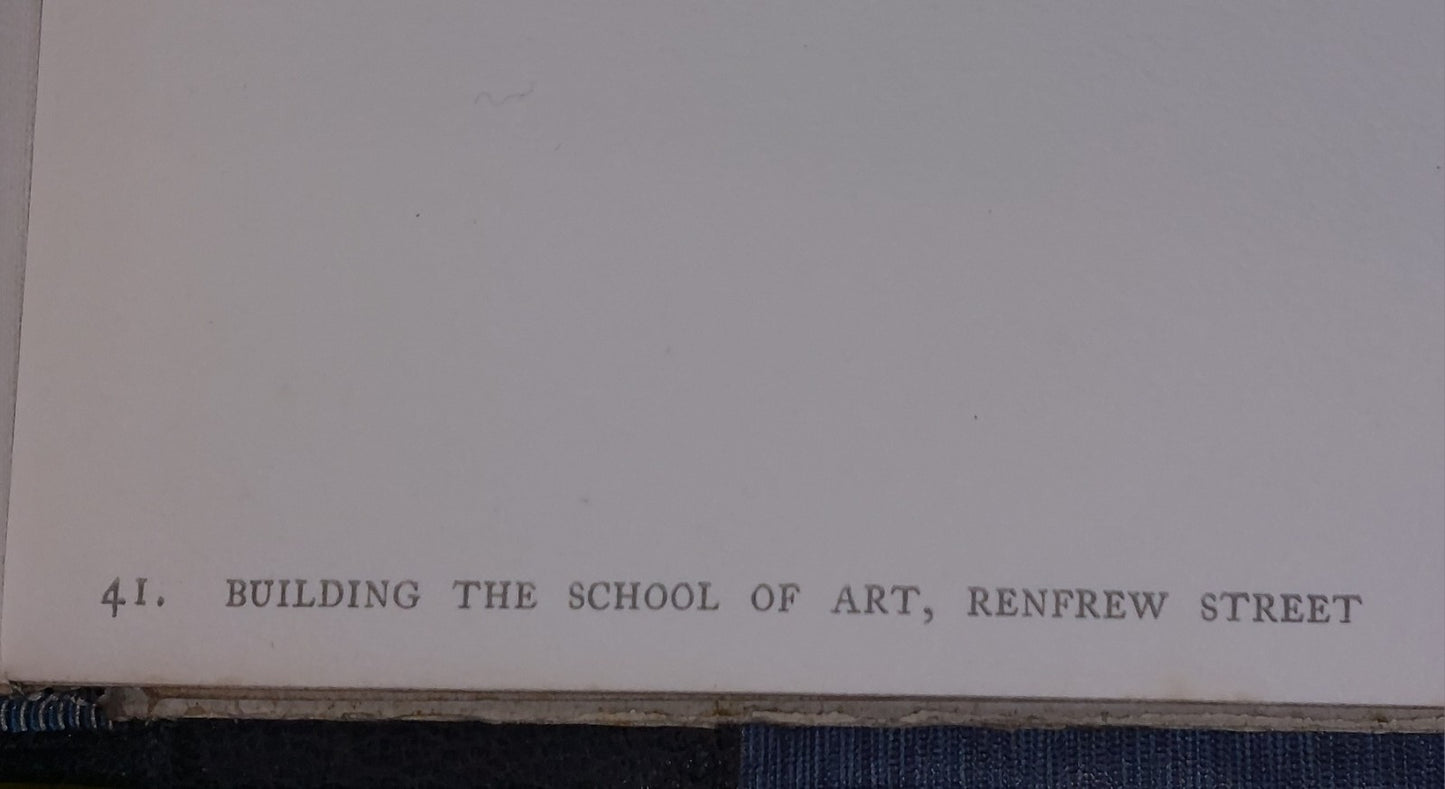 41. BUILDING THE SCHOOL OF ART, RENFREW STREET